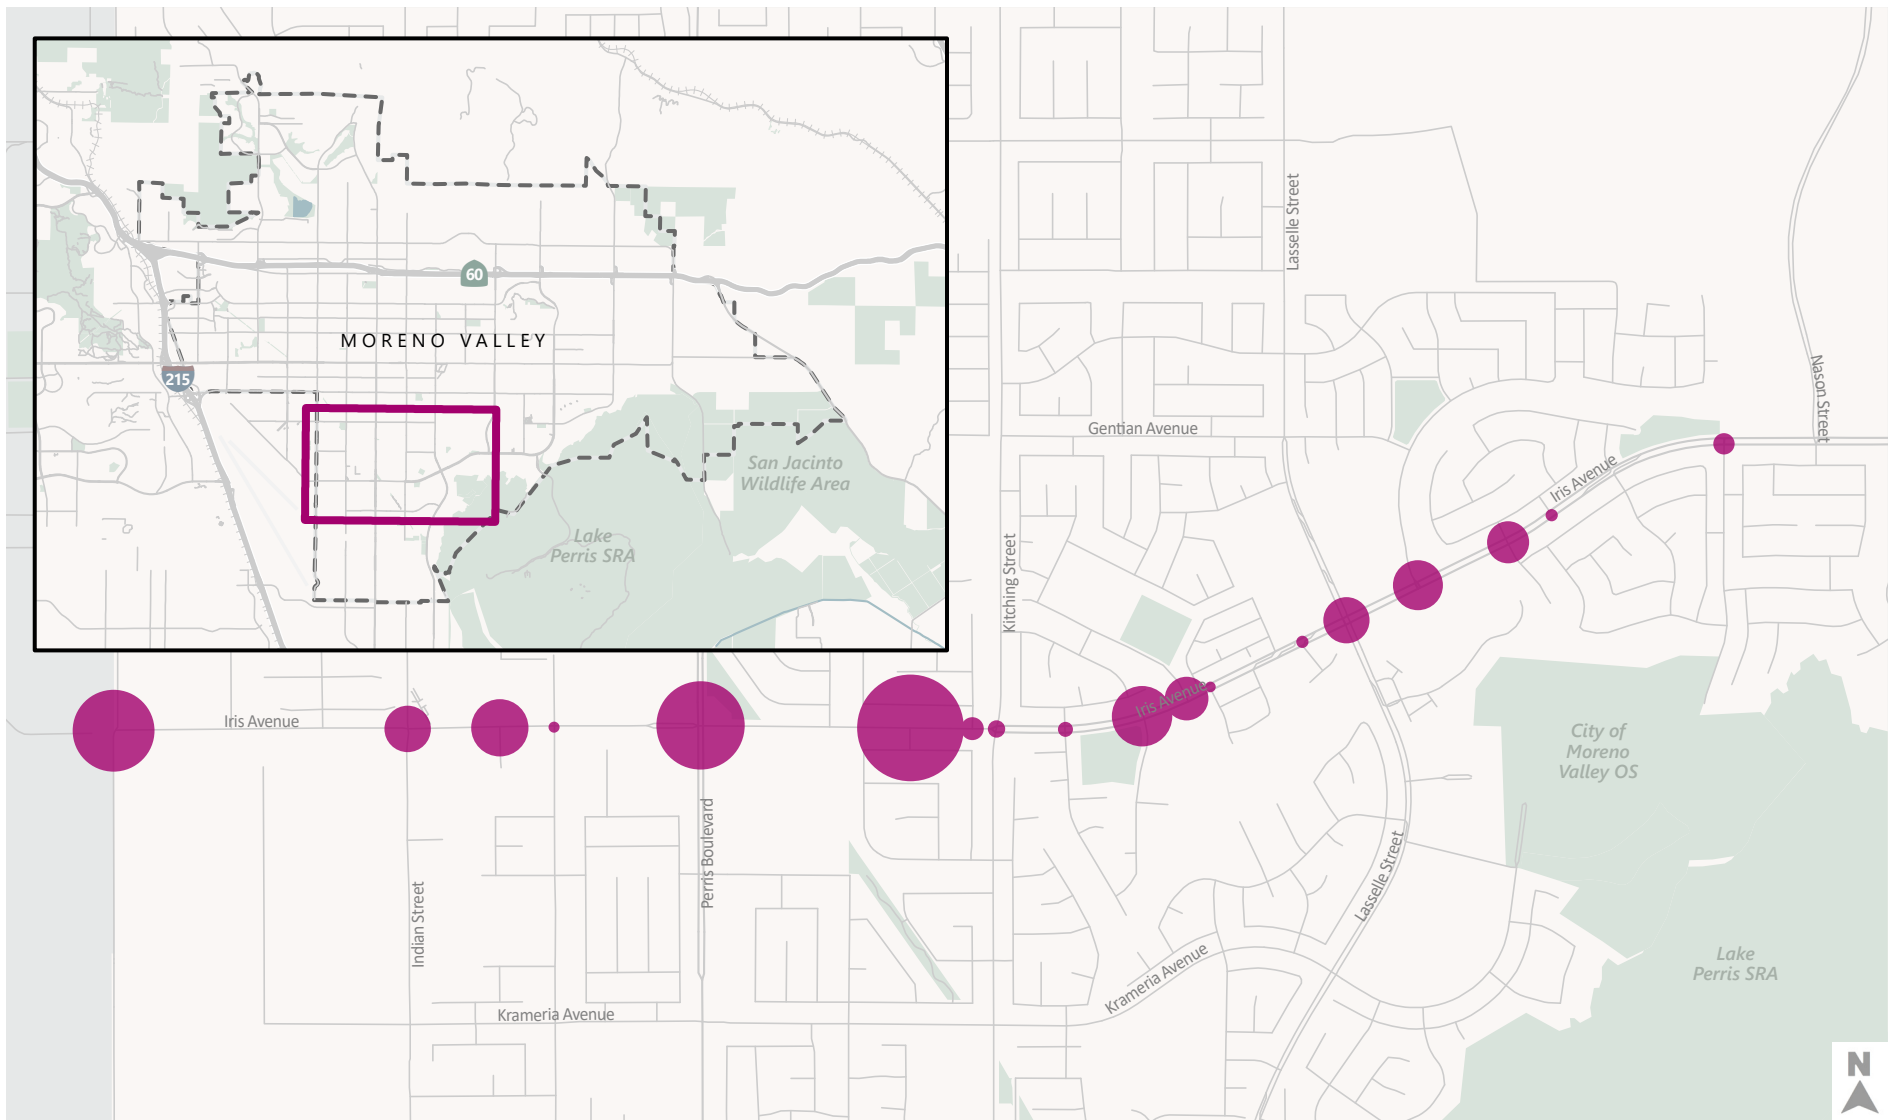 60
MORENO VALLEY
215
San Jacinto
Wildlife Area
Lake
Perris SRA
Lasselle Street
Nason Street
Gentian Avenue
Iris Avenue
Kitching Street
Iris Avenue
Iris Avenue
City of
Moreno
Valley OS
Perris Boulevard
Lasselle Street
Indian Street
Lake
Perris SRA
Krameria Avenue
Krameria Avenue
N